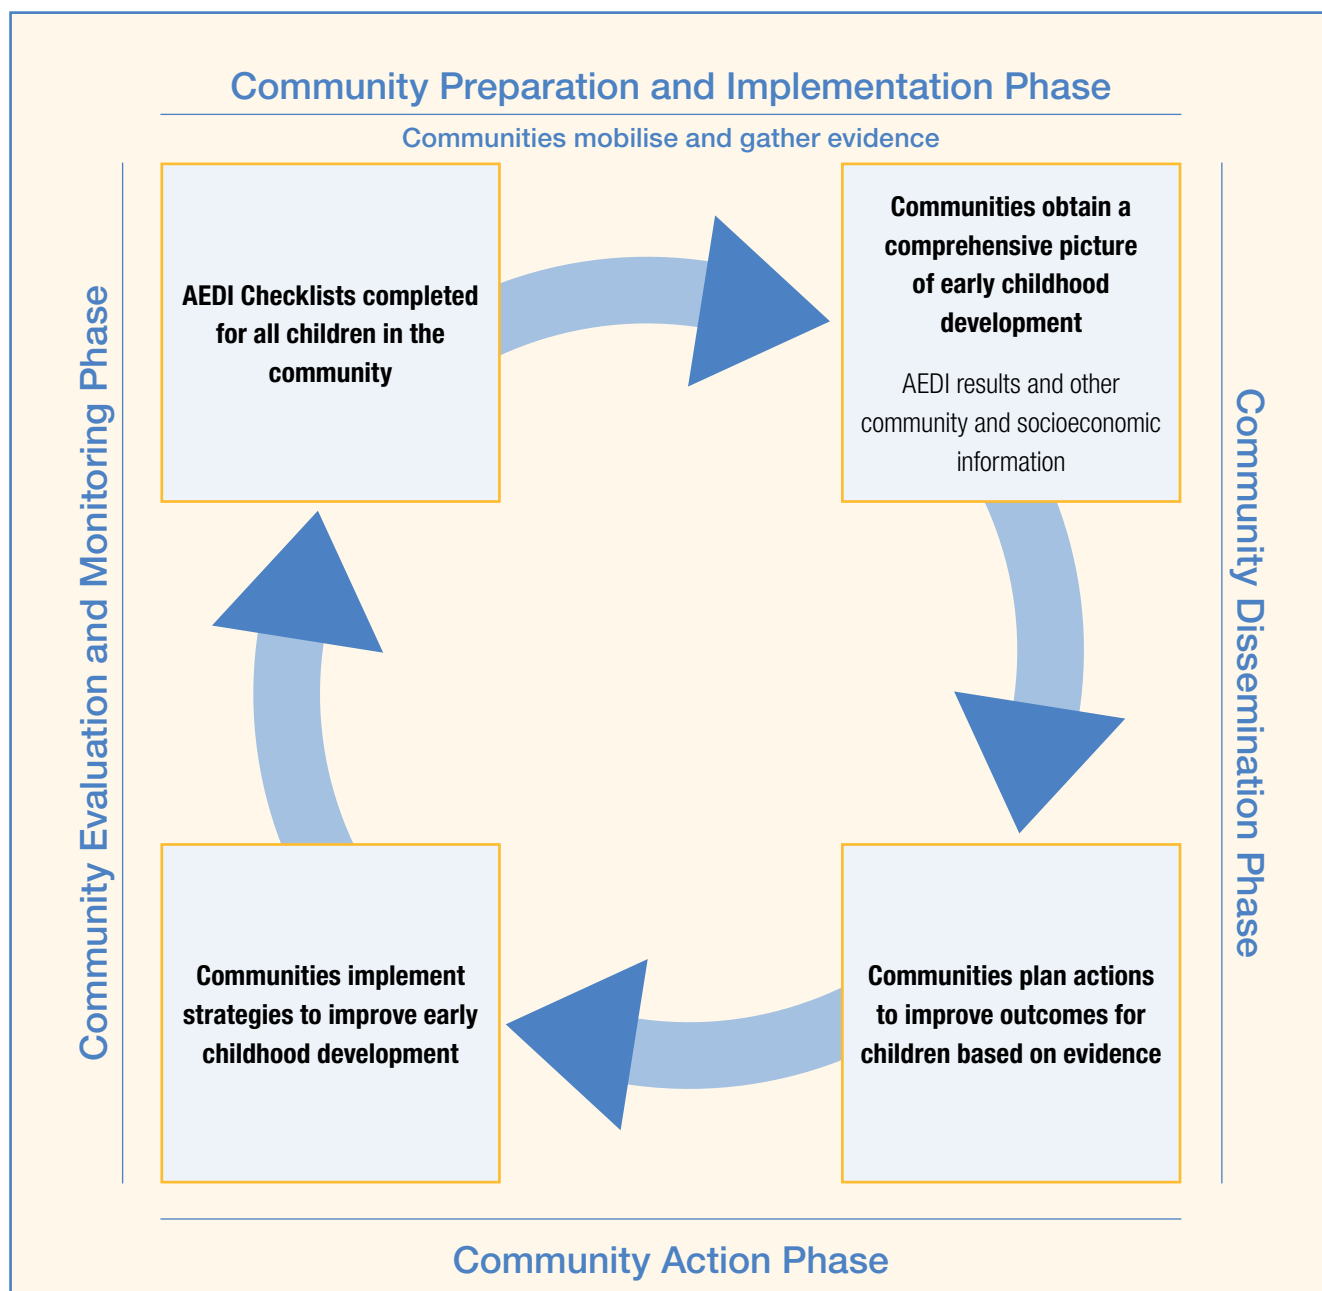 Community Preparation and Implementation Phase
Communities mobilise and gather evidence
AEDI Checklists completed
for all children in the
community
Communities obtain a
comprehensive picture
of early childhood
development
AEDI results and other
community and socioeconomic
information
Community Dissemination Phase
Communities plan actions
to improve outcomes for
children based on evidence
Community Action Phase
Communities implement
strategies to improve early
childhood development
Community Evaluation and Monitoring Phase